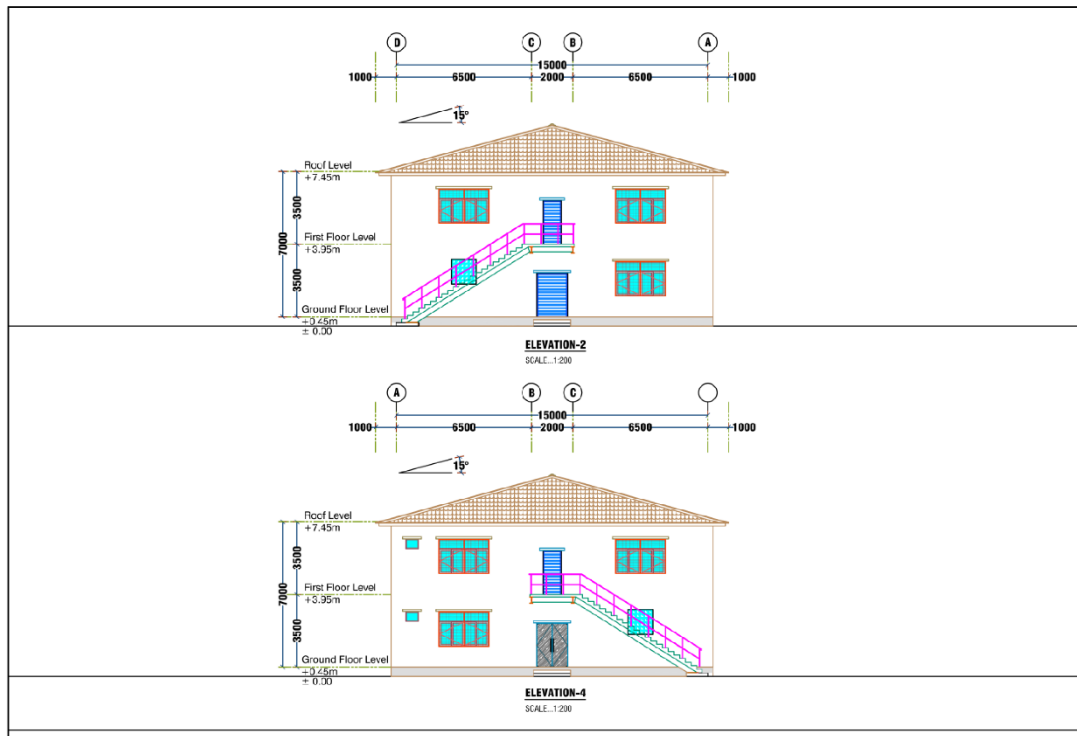 D C B A
15000
1000 6500 2000 6500 1000
15°
Roof Level
+7.45m
3500
First Floor Level
+3.95m
7000
3500
Ground Floor Level
+0.45m
± 0.00
ELEVATION-2
SCALE...1:200
A B C
15000
1000 6500 2000 6500 1000
15°
Roof Level
+7.45m
3500
First Floor Level
+3.95m
7000
3500
Ground Floor Level
+0.45m
± 0.00
ELEVATION-4
SCALE...1:200